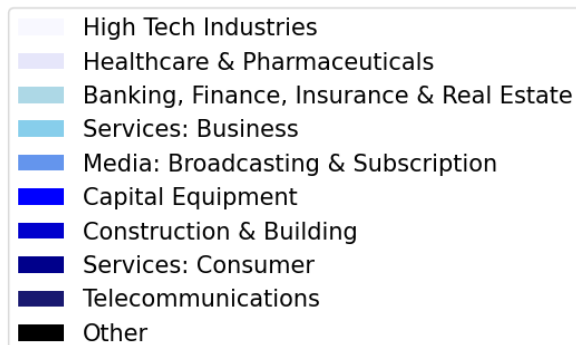 High Tech Industries
Healthcare & Pharmaceuticals
Banking, Finance, Insurance & Real Estate
Services: Business
Media: Broadcasting & Subscription
Capital Equipment
Construction & Building
Services: Consumer
Telecommunications
Other